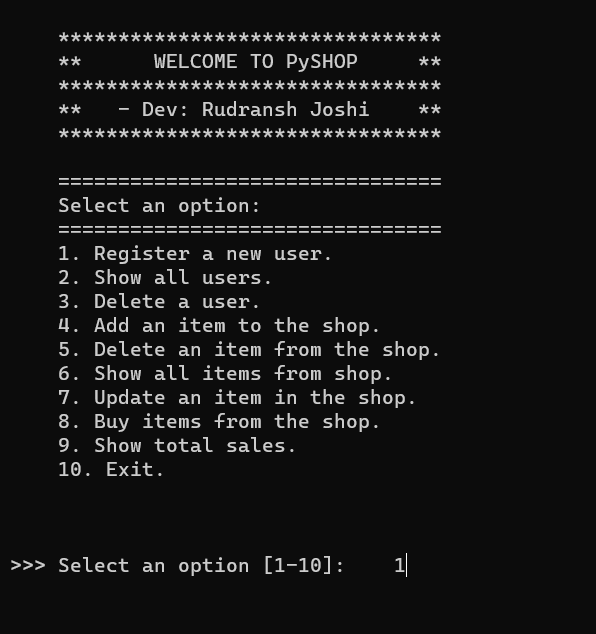 ********************************
**      WELCOME TO PySHOP     **
********************************
**   - Dev: Rudransh Joshi    **
********************************
================================
Select an option:
================================
1. Register a new user.
2. Show all users.
3. Delete a user.
4. Add an item to the shop.
5. Delete an item from the shop.
6. Show all items from shop.
7. Update an item in the shop.
8. Buy items from the shop.
9. Show total sales.
10. Exit.
>>> Select an option [1-10]:    1